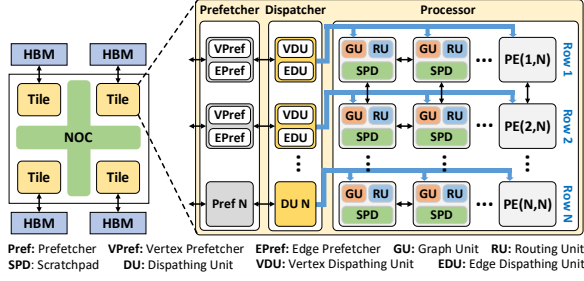 Prefetcher Dispatcher Processor
HBM HBM
Tile Tile
NOC
Tile Tile
HBM HBM
VPref
EPref
VDU
EDU
GU RU GU RU
SPD SPD
... PE(1,N)
Row 1
VPref
EPref
VDU
EDU
GU RU GU RU
SPD SPD
... PE(2,N)
Row 2
Pref N
DU N
GU RU GU RU
SPD SPD
... PE(N,N)
Row N
Pref: Prefetcher VPref: Vertex Prefetcher EPref: Edge Prefetcher GU: Graph Unit RU: Routing Unit
SPD: Scratchpad DU: Dispathing Unit VDU: Vertex Dispathing Unit EDU: Edge Dispathing Unit